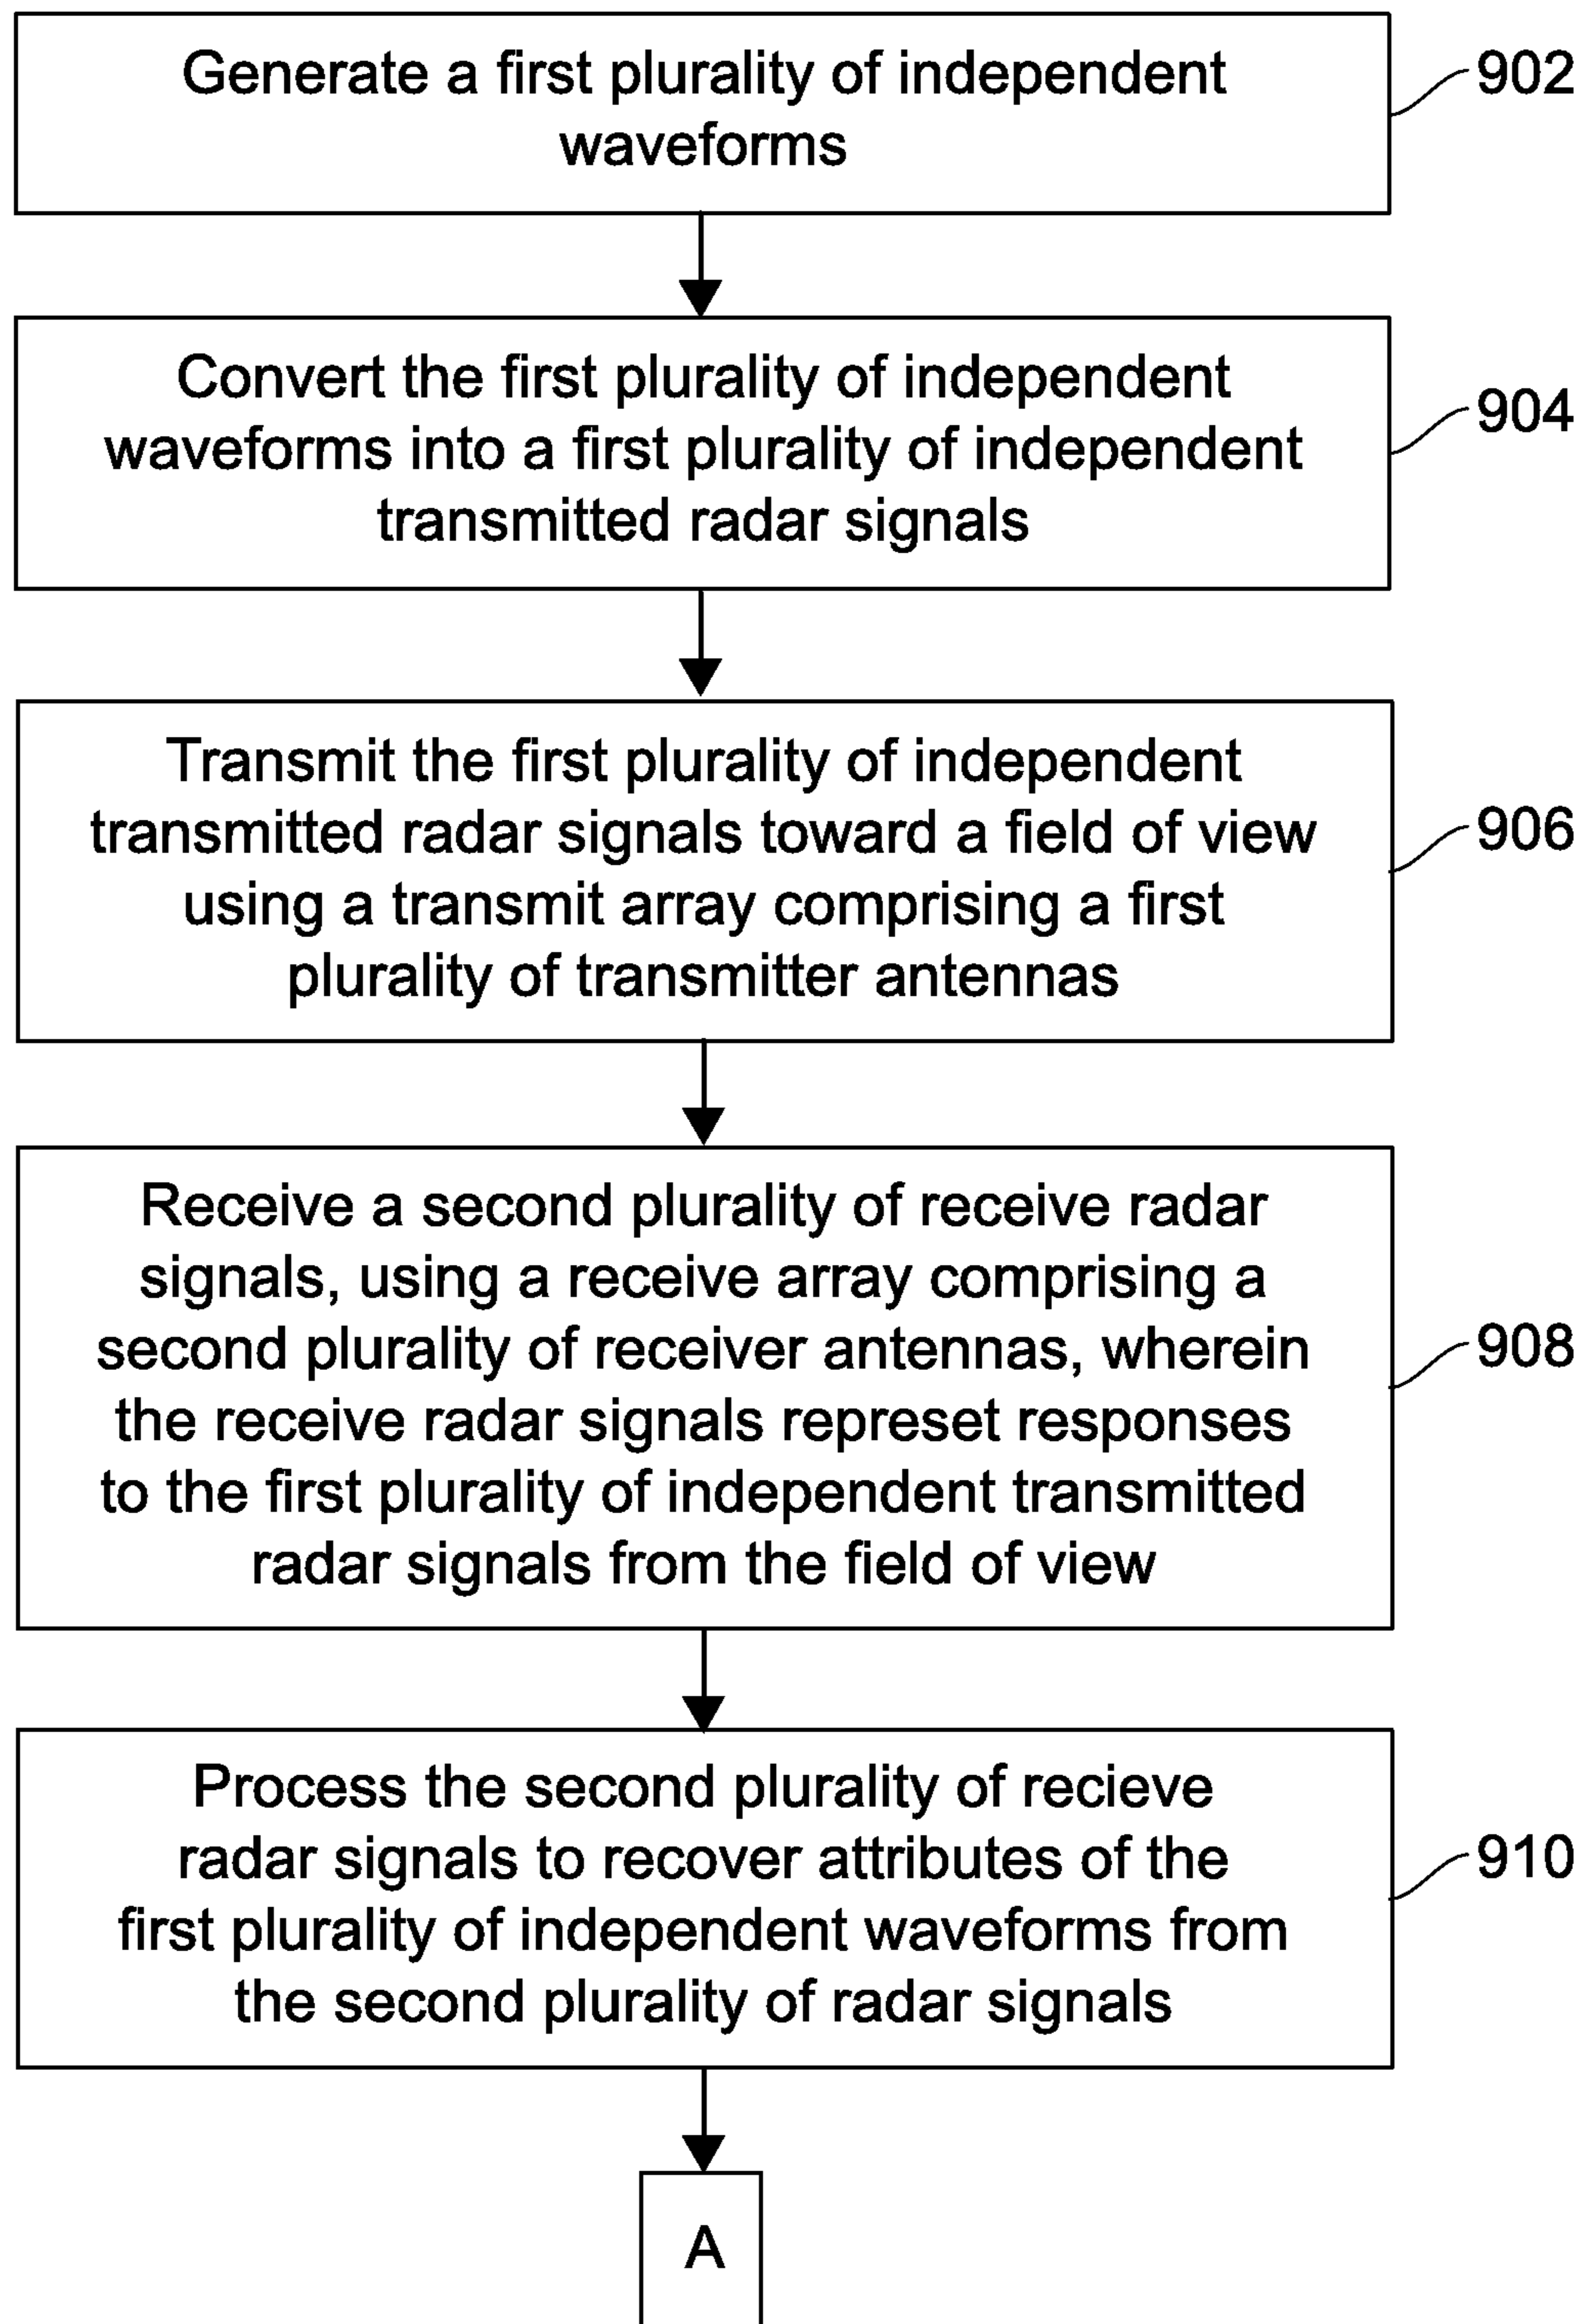 Generate a first plurality of independent
waveforms
902
Convert the first plurality of independent
waveforms into a first plurality of independent
transmitted radar signals
904
Transmit the first plurality of independent
transmitted radar signals toward a field of view
using a transmit array comprising a first
plurality of transmitter antennas
906
Receive a second plurality of receive radar
signals, using a receive array comprising a
second plurality of receiver antennas, wherein
the receive radar signals represet responses
to the first plurality of independent transmitted
radar signals from the field of view
908
Process the second plurality of recieve
radar signals to recover attributes of the
first plurality of independent waveforms from
the second plurality of radar signals
910
A